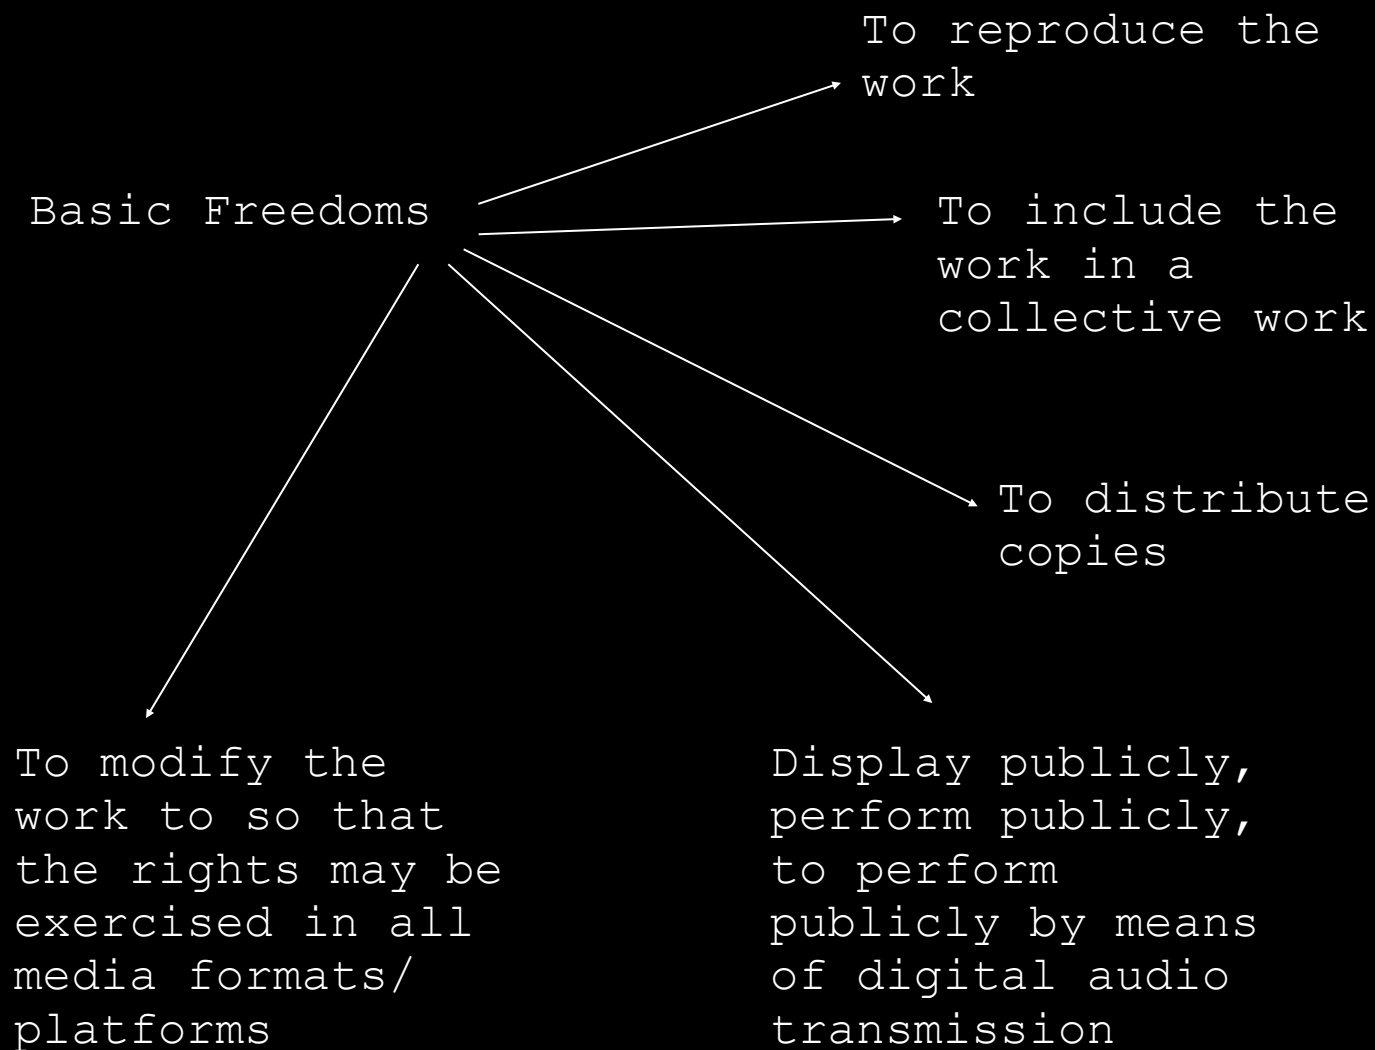 To reproduce the
work
Basic Freedoms
To include the
work in a
collective work
To distribute
copies
To modify the
work to so that
the rights may be
exercised in all
media formats/
platforms
Display publicly,
perform publicly,
to perform
publicly by means
of digital audio
transmission